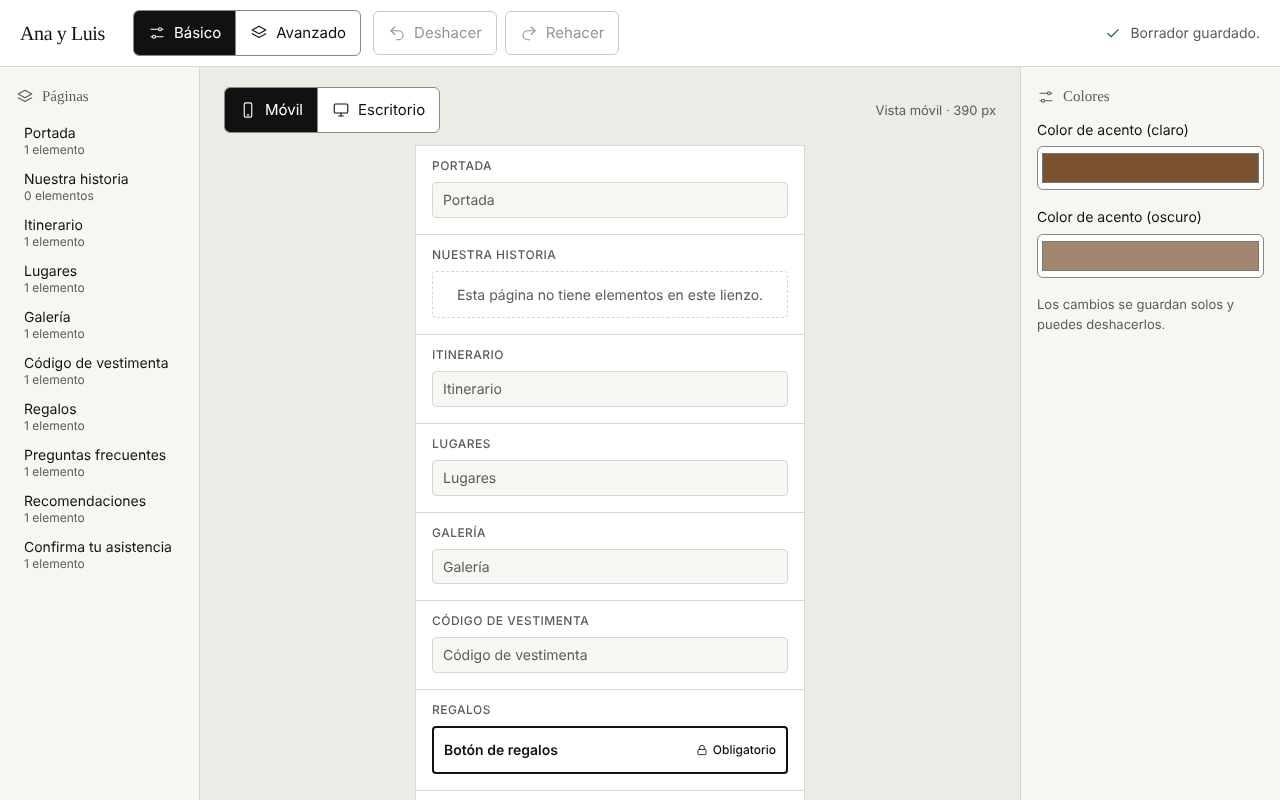 Ana y Luis
Básico
Avanzado
Deshacer
Rehacer
Borrador guardado.
Páginas
Portada
1 elemento
Nuestra historia
0 elementos
Itinerario
1 elemento
Lugares
1 elemento
Galería
1 elemento
Código de vestimenta
1 elemento
Regalos
1 elemento
Preguntas frecuentes
1 elemento
Recomendaciones
1 elemento
Confirma tu asistencia
1 elemento
Móvil
Escritorio
Vista móvil · 390 px
PORTADA
Portada
NUESTRA HISTORIA
Esta página no tiene elementos en este lienzo.
ITINERARIO
Itinerario
LUGARES
Lugares
GALERÍA
Galería
CÓDIGO DE VESTIMENTA
Código de vestimenta
REGALOS
Botón de regalos
Obligatorio
Colores
Color de acento (claro)
Color de acento (oscuro)
Los cambios se guardan solos y
puedes deshacerlos.